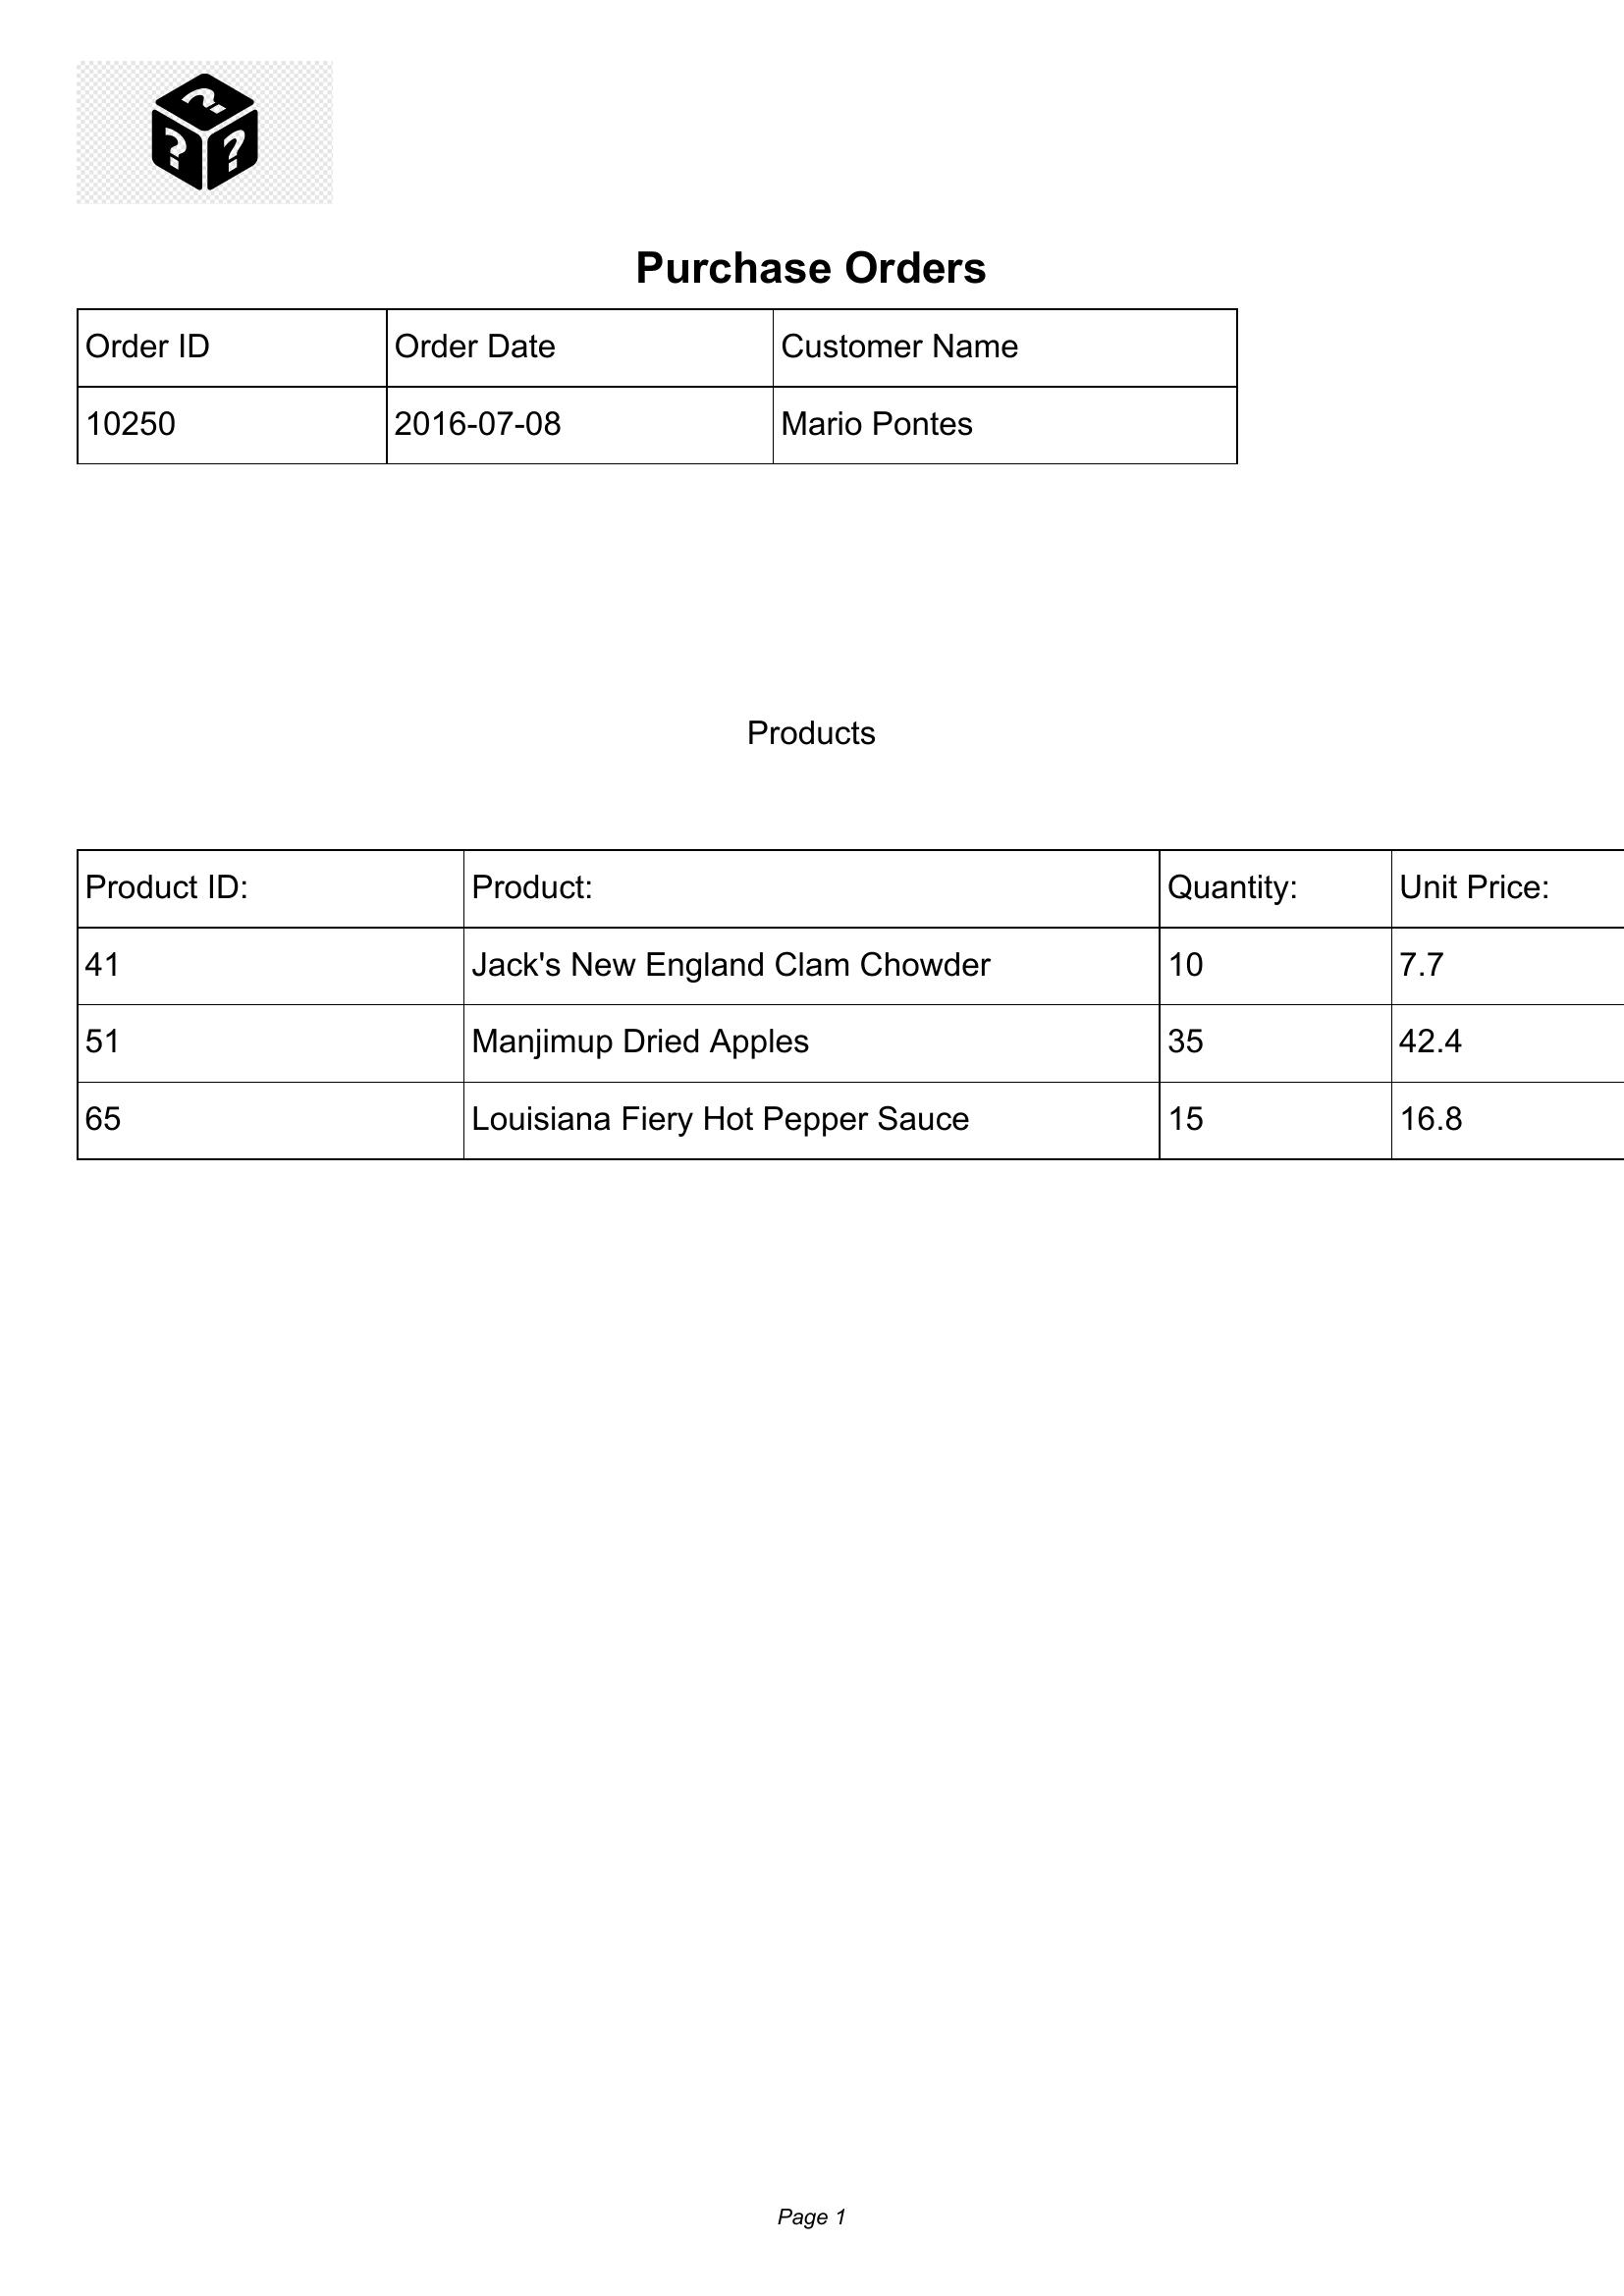 Purchase Orders
Order ID Order Date Customer Name
10250 2016-07-08 Mario Pontes
Products
Product ID: Product: Quantity: Unit Price:
41 Jack's New England Clam Chowder 10 7.7
51 Manjimup Dried Apples 35 42.4
65 Louisiana Fiery Hot Pepper Sauce 15 16.8
Page 1